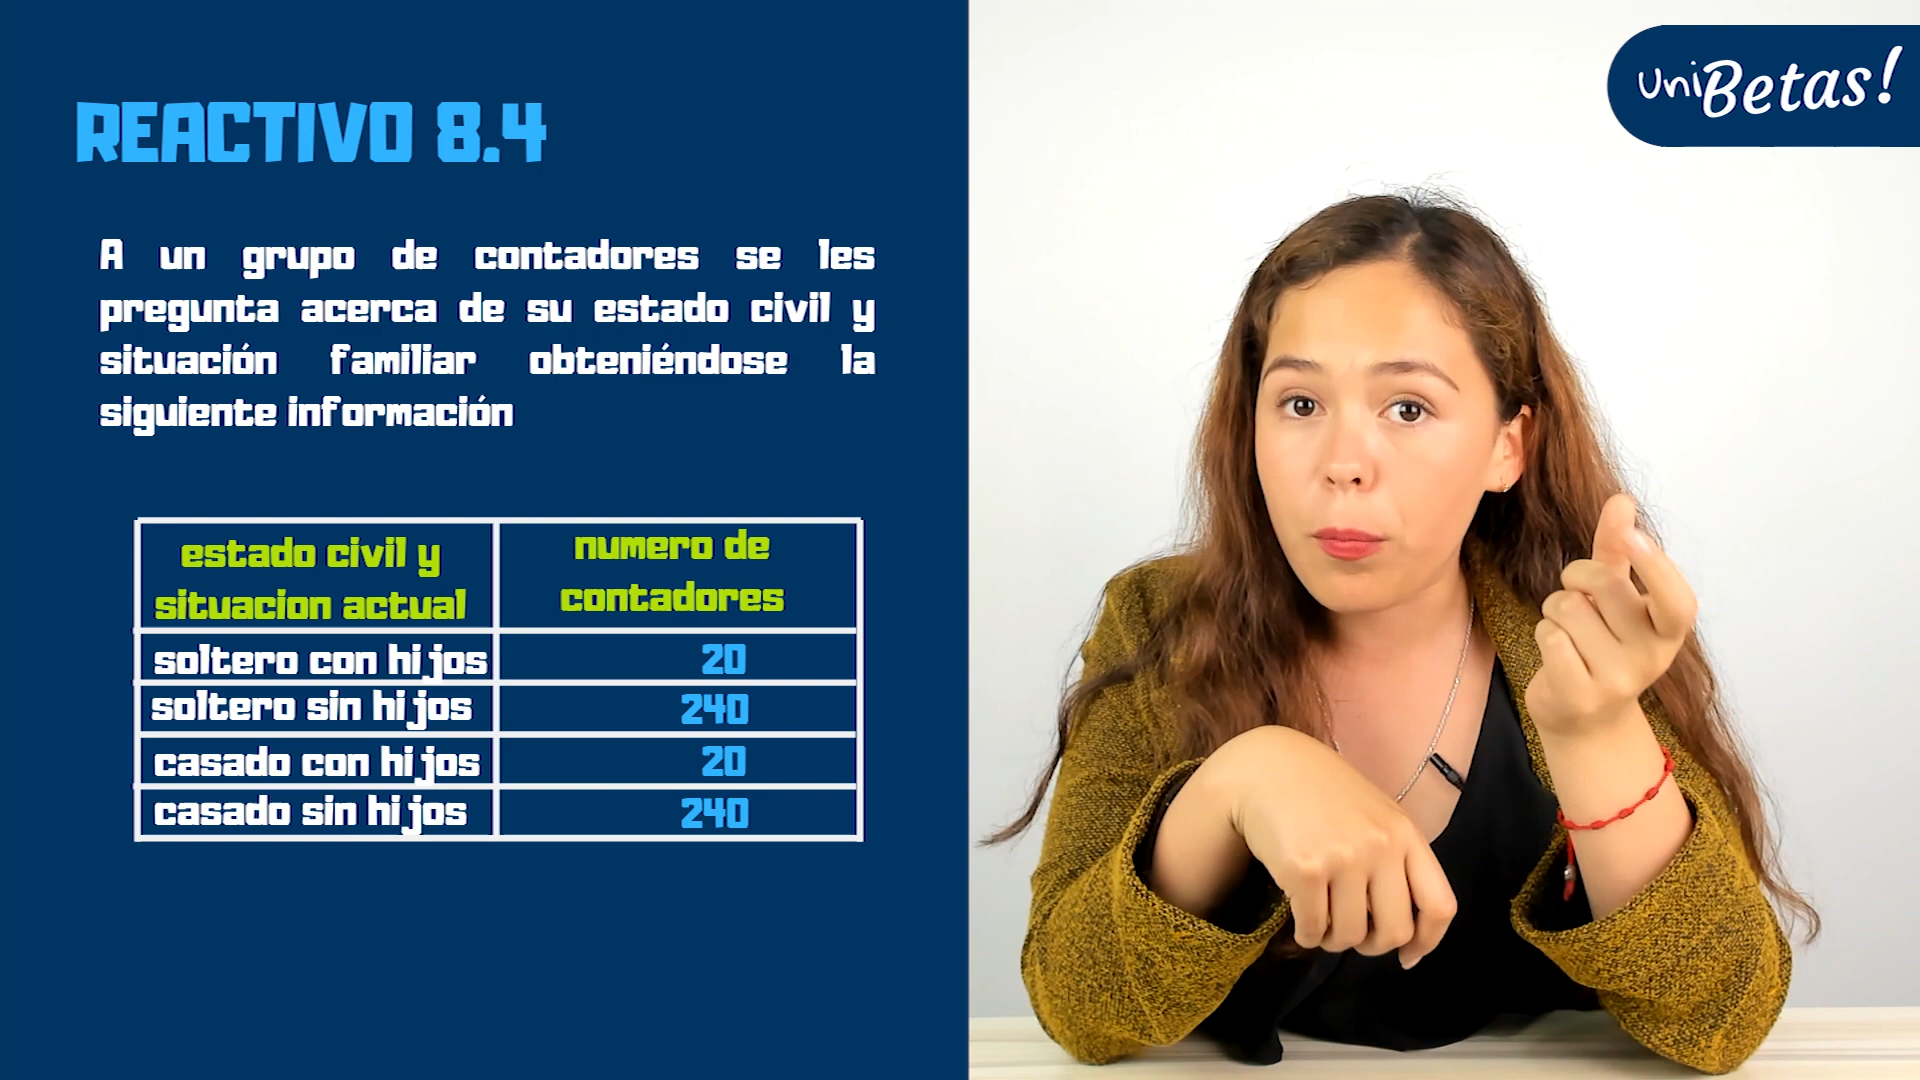 uniBetas!
REACTIVO 8.4
A un grupo de contadores se les
pregunta acerca de su estado civil y
situación familiar obteniéndose la
siguiente información
estado civil y
situacion actual
numero de
contadores
soltero con hijos 20
soltero sin hijos 240
casado con hijos 20
casado sin hijos 240